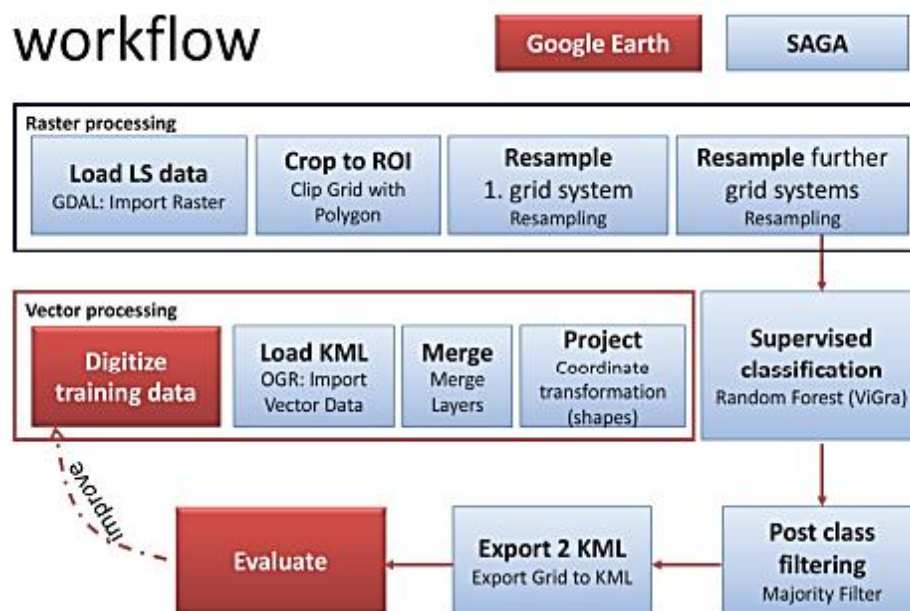 workflow
Google Earth
SAGA
Raster processing
Load LS data
GDAL: Import Raster
Crop to ROI
Clip Grid with
Polygon
Resample
1. grid system
Resampling
Resample further
grid systems
Resampling
Vector processing
Digitize
training data
Load KML
OGR: Import
Vector Data
Merge
Merge
Layers
Project
Coordinate
transformation
(shapes)
Supervised
classification
Random Forest (ViGra)
improve
Evaluate
Export 2 KML
Export Grid to KML
Post class
filtering
Majority Filter